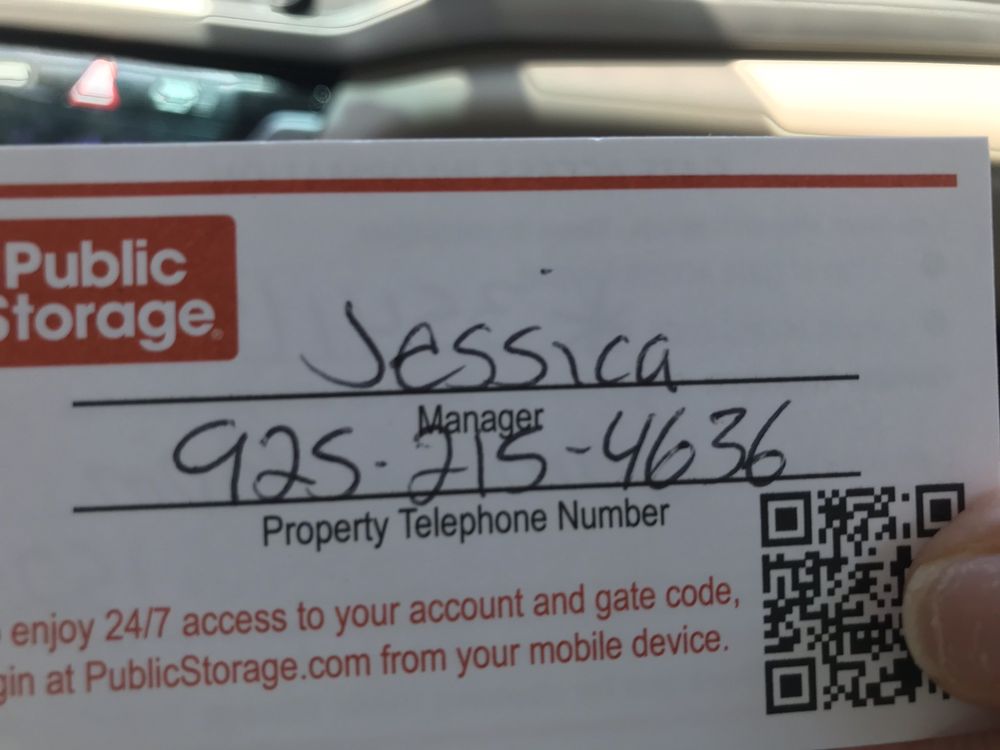 Public
Storage
Jessica
Manager
925-215-4636
Property Telephone Number
enjoy 24/7 access to your account and gate code,
gin at PublicStorage.com from your mobile device.